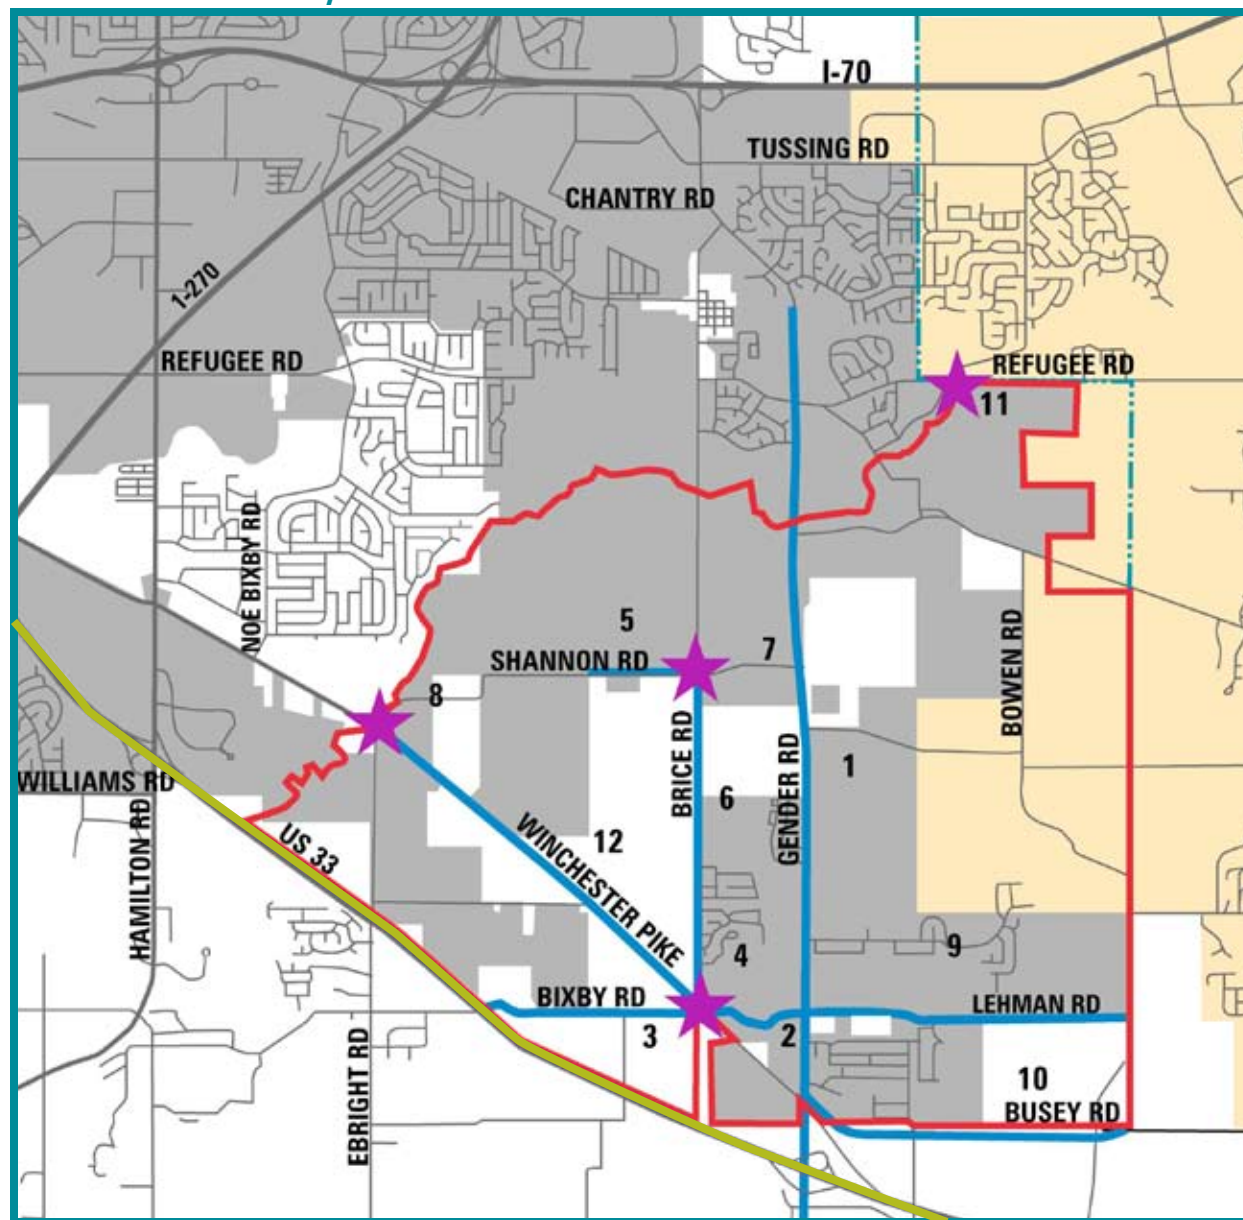 I-70
TUSSING RD
CHANTRY RD
1-270
REFUGEE RD
REFUGEE RD
11
NOE BIXBY RD
5
7
SHANNON RD
8
BOWEN RD
BRICE RD
GENDER RD
1
WILLIAMS RD
6
HAMILTON RD
US 33
12
WINCHESTER PIKE
4
9
BIXBY RD
LEHMAN RD
3
2
EBRIGHT RD
10
BUSEY RD